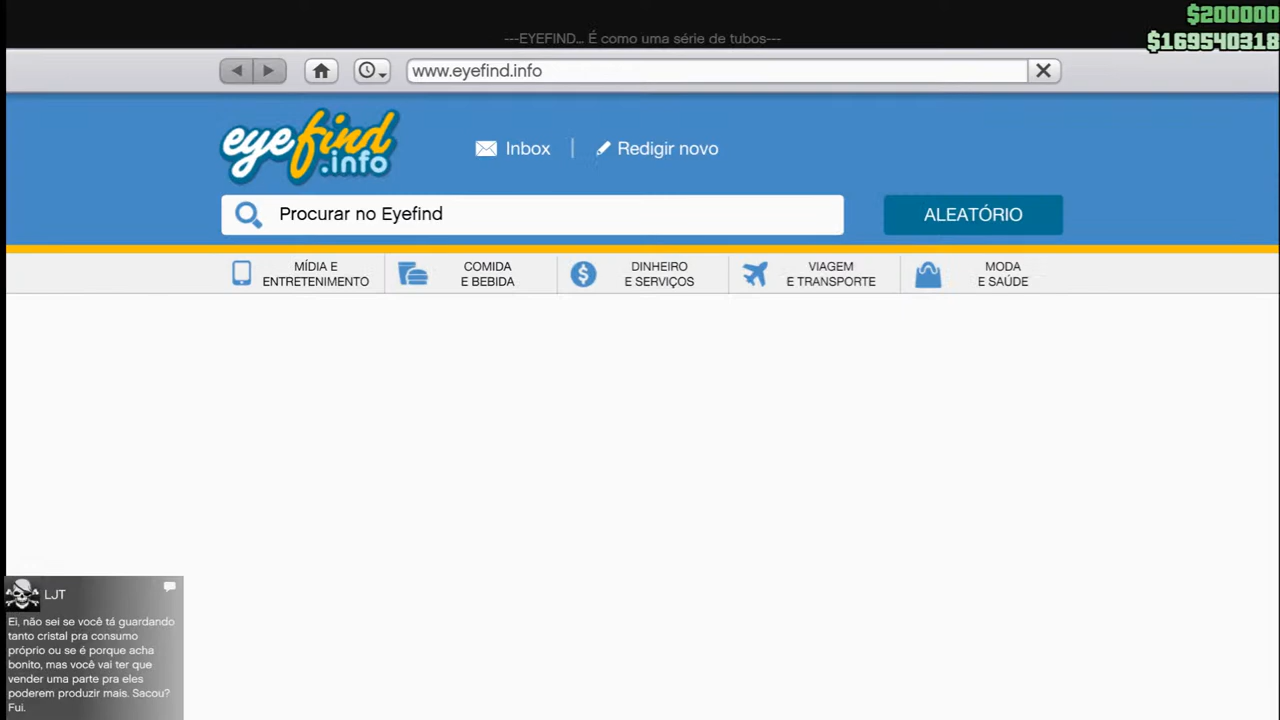 $200000
---EYEFIND... É como uma série de tubos---
$169540318
www.eyefind.info
eyefind
.info
Inbox
Redigir novo
Procurar no Eyefind
ALEATÓRIO
MÍDIA E
ENTRETENIMENTO
COMIDA
E BEBIDA
DINHEIRO
E SERVIÇOS
VIAGEM
E TRANSPORTE
MODA
E SAÚDE
LJT
Ei, não sei se você tá guardando
tanto cristal pra consumo
próprio ou se é porque acha
bonito, mas você vai ter que
vender uma parte pra eles
poderem produzir mais. Sacou?
Fui.